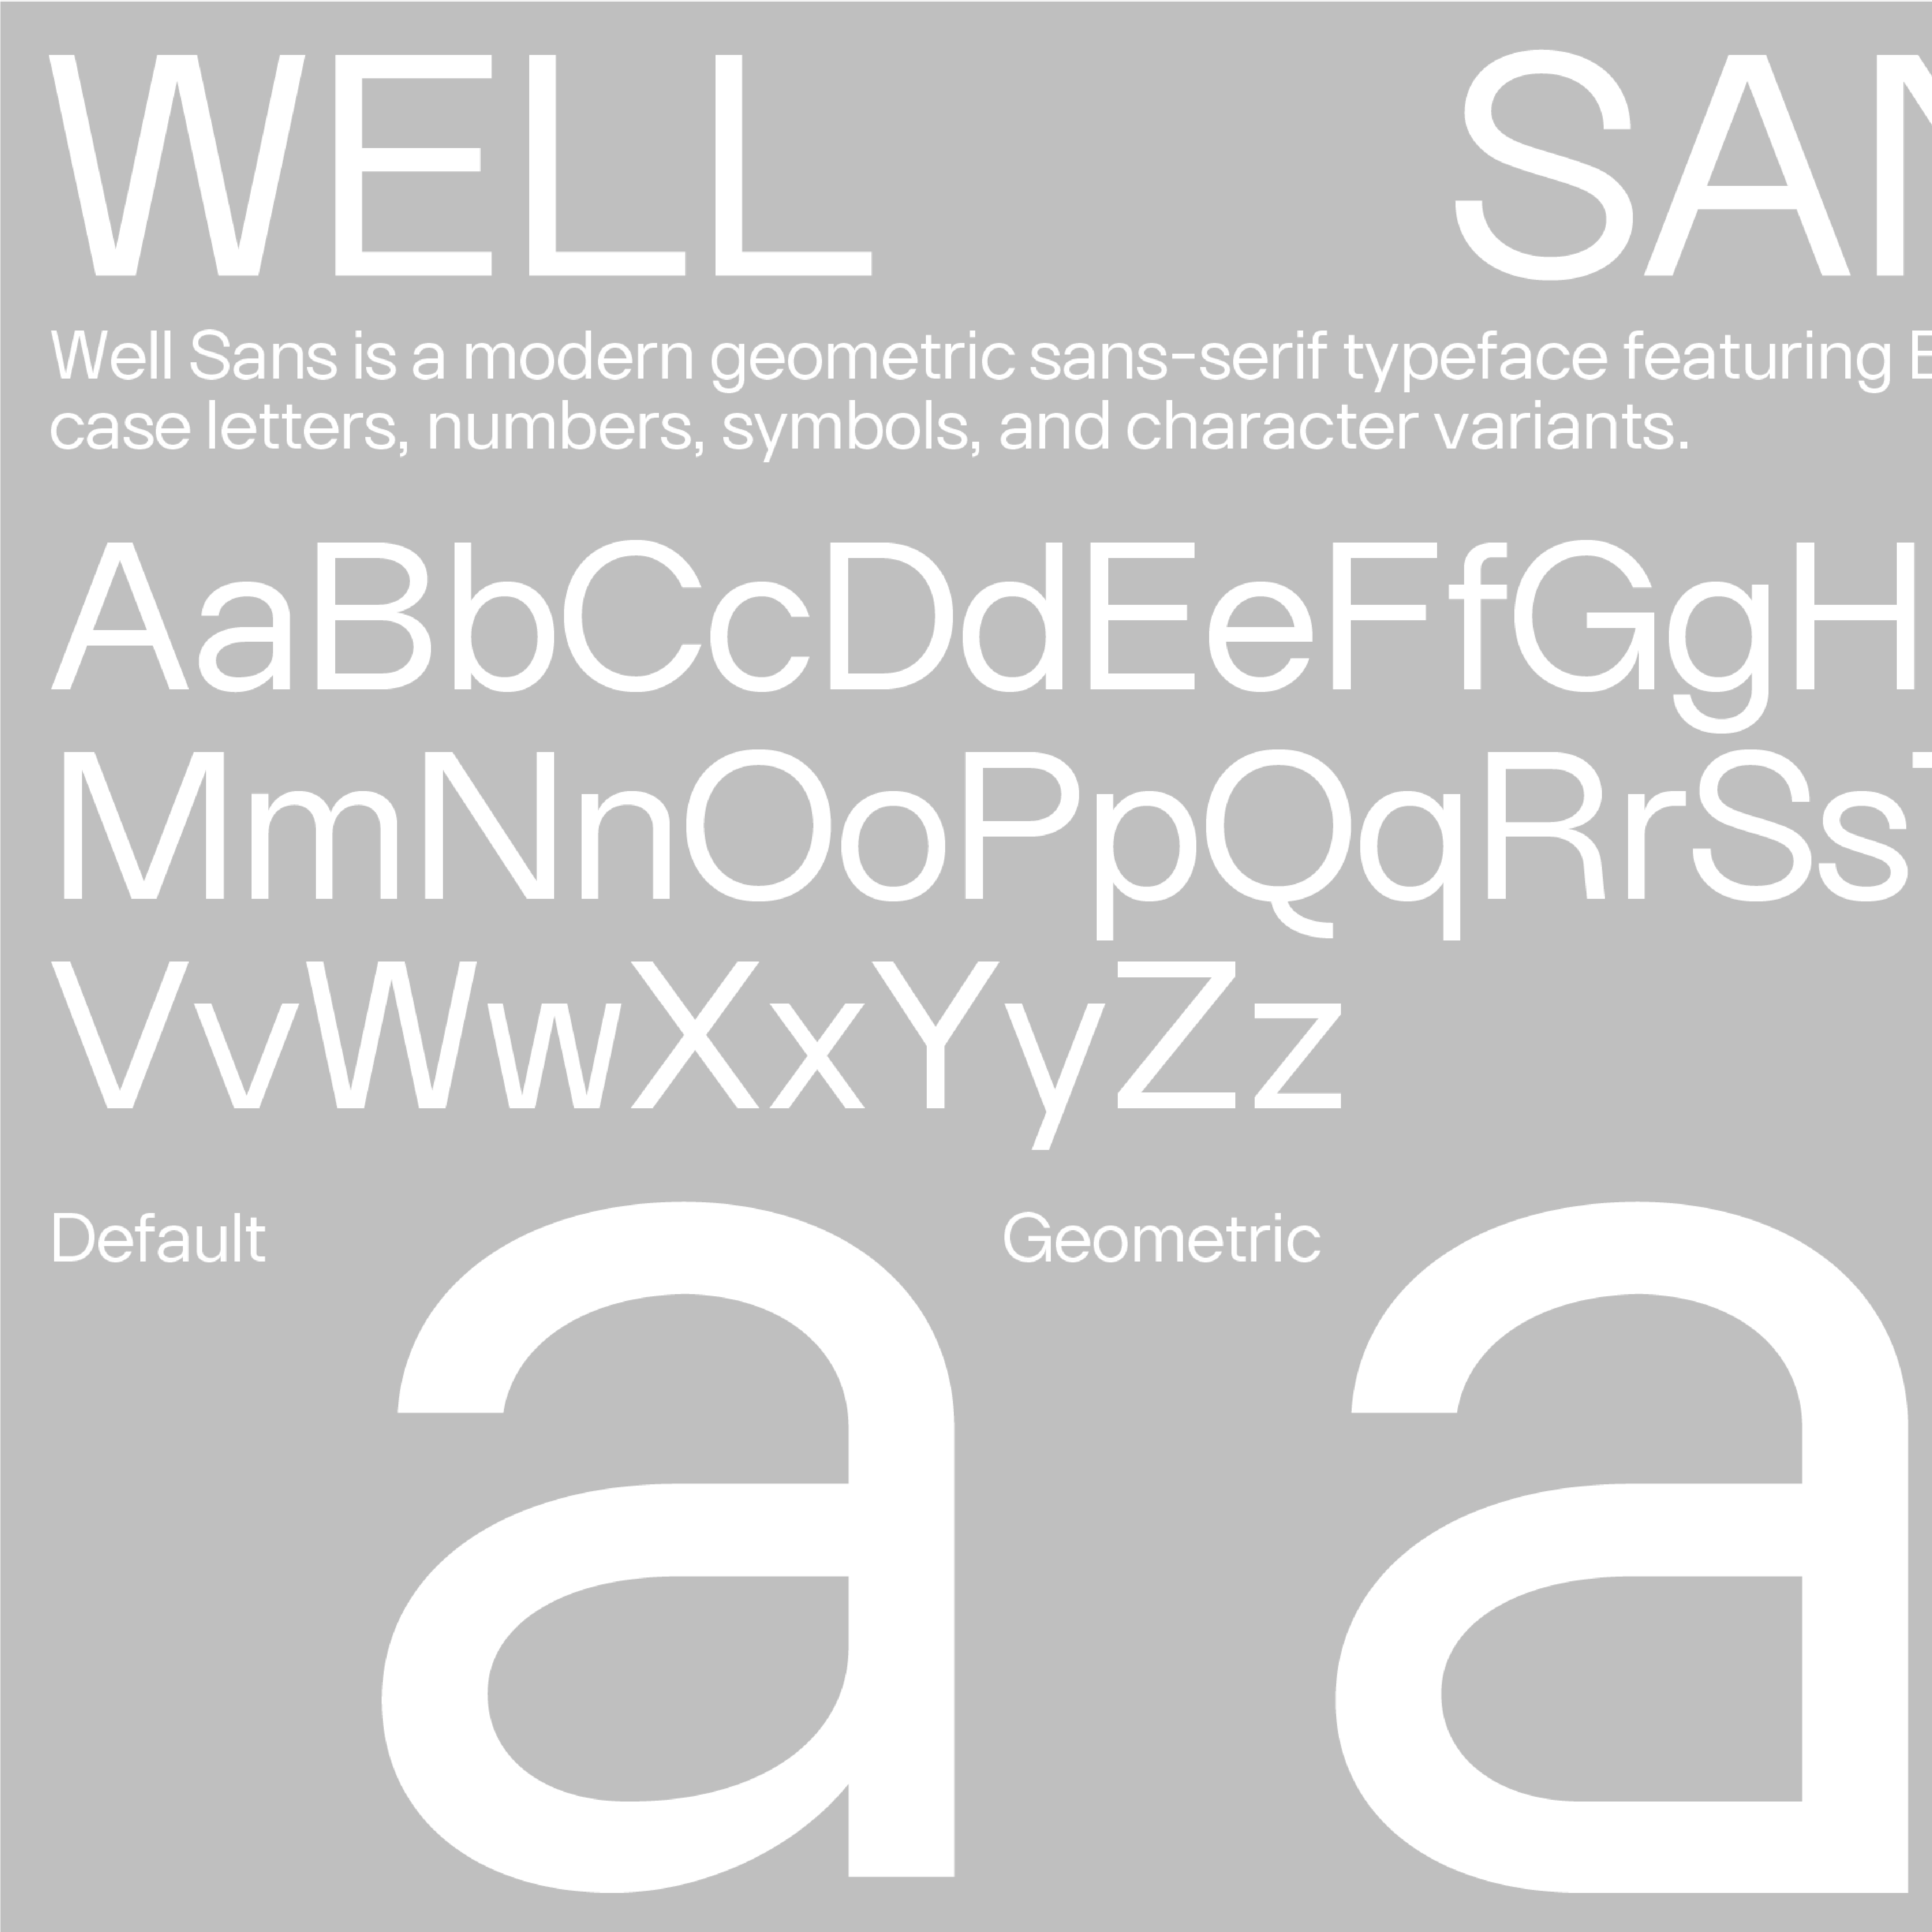 WELL SAN
Well Sans is a modern geometric sans-serif typeface featuring
case letters, numbers, symbols, and character variants.
AaBbCcDdEeFfGgH
MmNnOoPpQqRrSs
VvWwXxYyZz
Default Geometric
a a